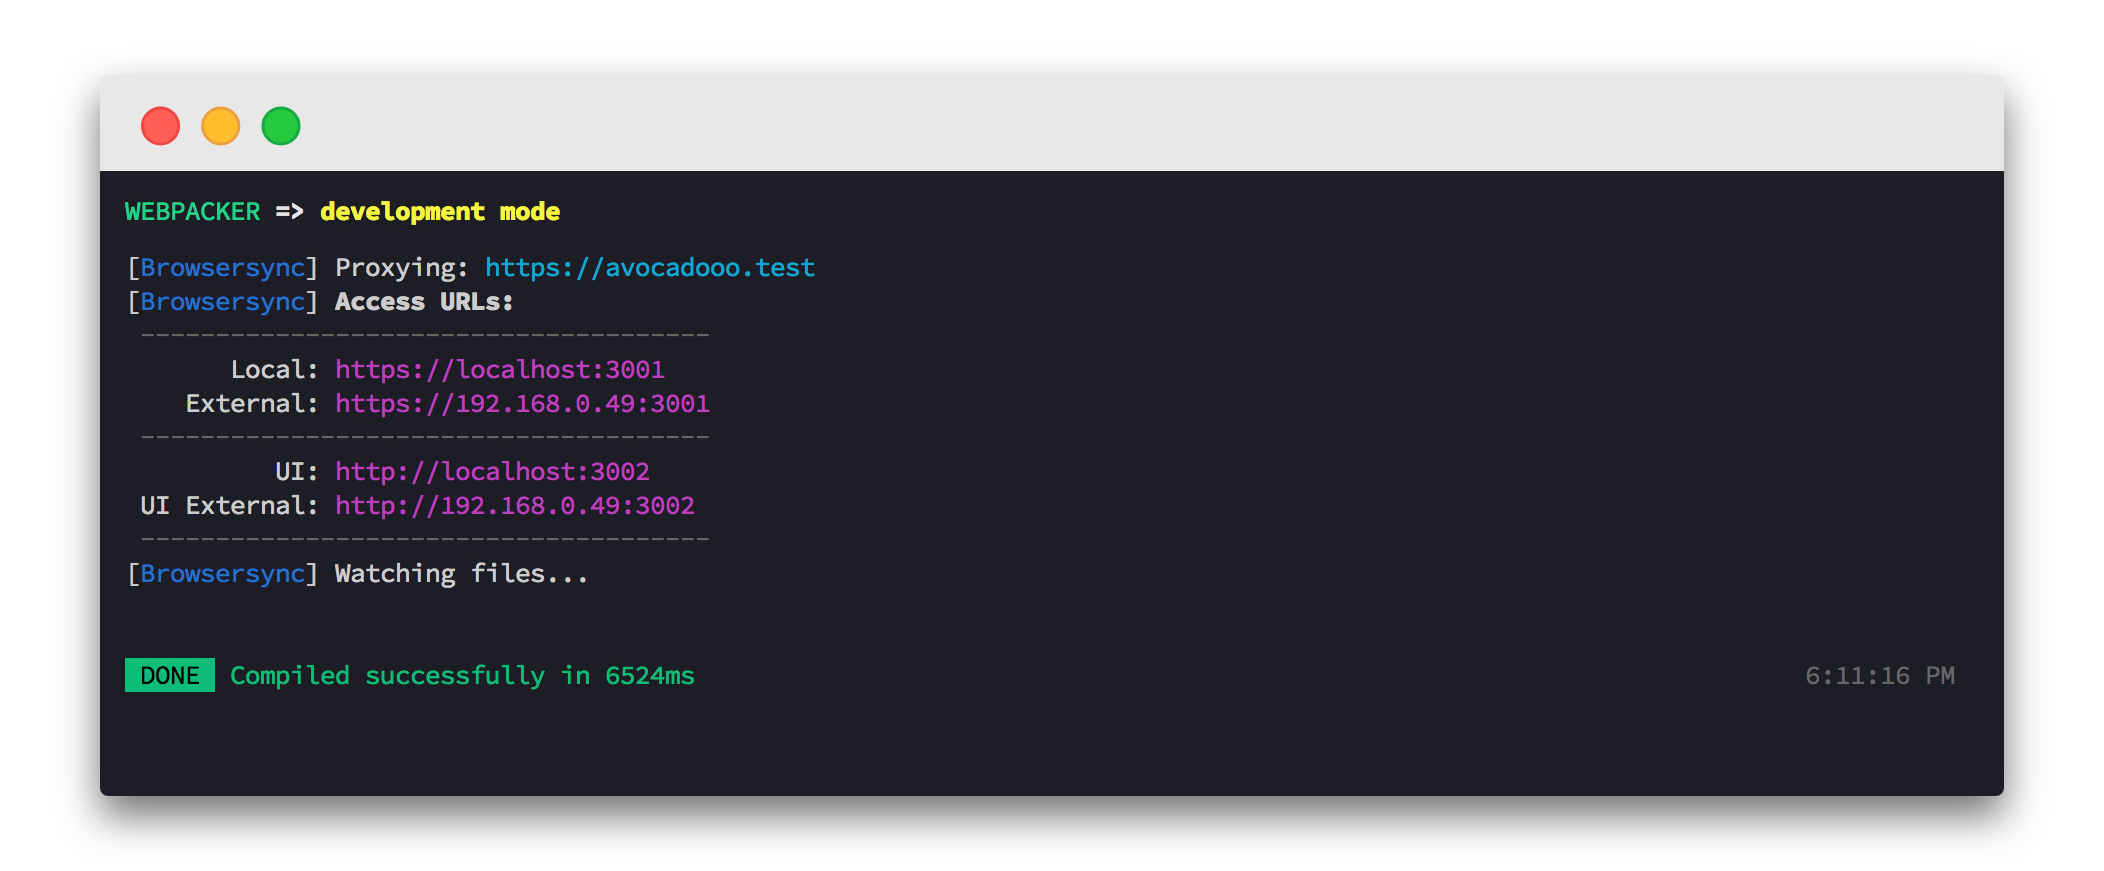 WEBPACKER => development mode
[Browsersync] Proxying: https://avocadooo.test
[Browsersync] Access URLs:
--------------------------------------
Local: https://localhost:3001
External: https://192.168.0.49:3001
--------------------------------------
UI: http://localhost:3002
UI External: http://192.168.0.49:3002
--------------------------------------
[Browsersync] Watching files...
DONE Compiled successfully in 6524ms 6:11:16 PM